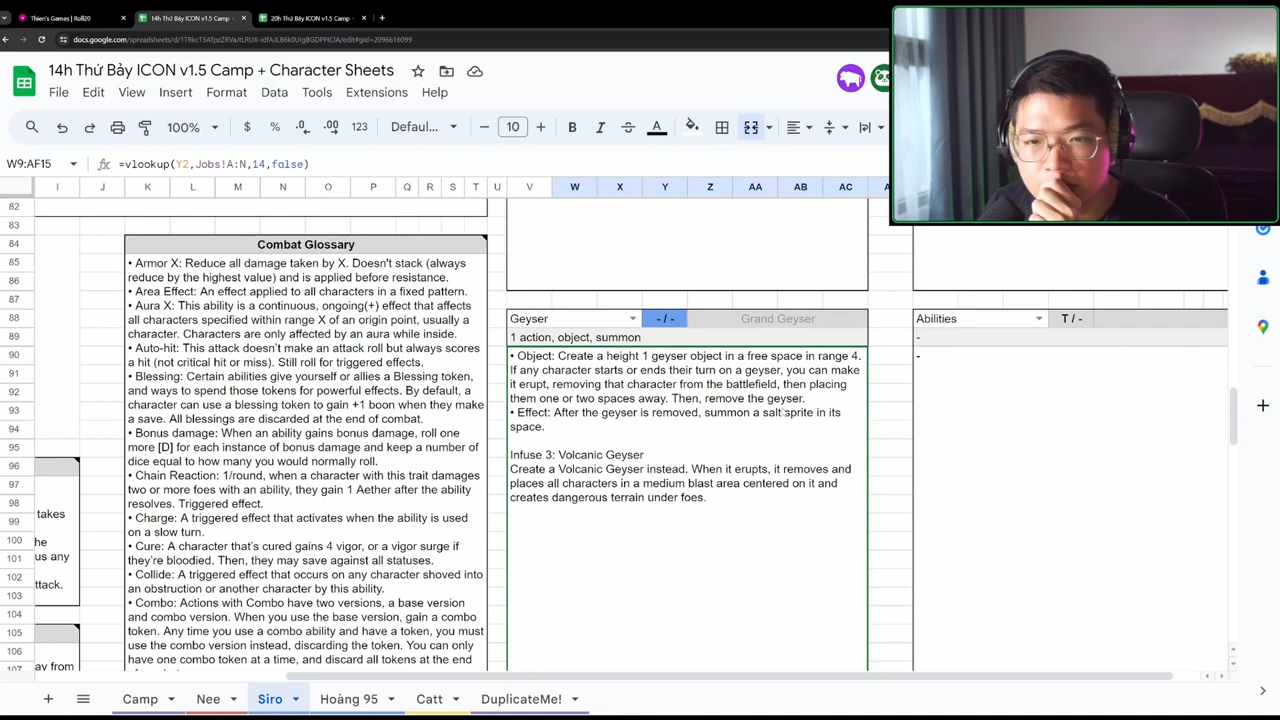 Thien's Games | Roll20
14h Thứ Bảy ICON v1.5 Camp +
20h Thứ Bảy ICON v1.5 Camp -
14h Thứ Bảy ICON v1.5 Camp + Character Sheets
File Edit View Insert Format Data Tools Extensions Help
100% $ % .0 .00 123 Defaul... 10 B I A
W9:AF15 fx =vlookup(Y2,Jobs!A:N,14,false)
I J K L M N O P Q R S T U V W X Y Z AA AB AC
82
83
84
85
86
87
88
89
90
91
92
93
94
95
96
97
98
99
100
101
102
103
104
105
106
107
takes
he
us any
ttack.
ay from
Combat Glossary
• Armor X: Reduce all damage taken by X. Doesn't stack (always
reduce by the highest value) and is applied before resistance.
• Area Effect: An effect applied to all characters in a fixed pattern.
• Aura X: This ability is a continuous, ongoing(+) effect that affects
all characters specified within range X of an origin point, usually a
character. Characters are only affected by an aura while inside.
• Auto-hit: This attack doesn't make an attack roll but always scores
a hit (not critical hit or miss). Still roll for triggered effects.
• Blessing: Certain abilities give yourself or allies a Blessing token,
and ways to spend those tokens for powerful effects. By default, a
character can use a blessing token to gain +1 boon when they make
a save. All blessings are discarded at the end of combat.
• Bonus damage: When an ability gains bonus damage, roll one
more [D] for each instance of bonus damage and keep a number of
dice equal to how many you would normally roll.
• Chain Reaction: 1/round, when a character with this trait damages
two or more foes with an ability, they gain 1 Aether after the ability
resolves. Triggered effect.
• Charge: A triggered effect that activates when the ability is used
on a slow turn.
• Cure: A character that's cured gains 4 vigor, or a vigor surge if
they're bloodied. Then, they may save against all statuses.
• Collide: A triggered effect that occurs on any character shoved into
an obstruction or another character by this ability.
• Combo: Actions with Combo have two versions, a base version
and combo version. When you use the base version, gain a combo
token. Any time you use a combo ability and have a token, you must
use the combo version instead, discarding the token. You can only
have one combo token at a time, and discard all tokens at the end
Geyser - / - Grand Geyser
1 action, object, summon
• Object: Create a height 1 geyser object in a free space in range 4.
If any character starts or ends their turn on a geyser, you can make
it erupt, removing that character from the battlefield, then placing
them one or two spaces away. Then, remove the geyser.
• Effect: After the geyser is removed, summon a salt sprite in its
space.
Infuse 3: Volcanic Geyser
Create a Volcanic Geyser instead. When it erupts, it removes and
places all characters in a medium blast area centered on it and
creates dangerous terrain under foes.
Abilities T / -
-
-
Camp Nee Siro Hoàng 95 Catt DuplicateMe!